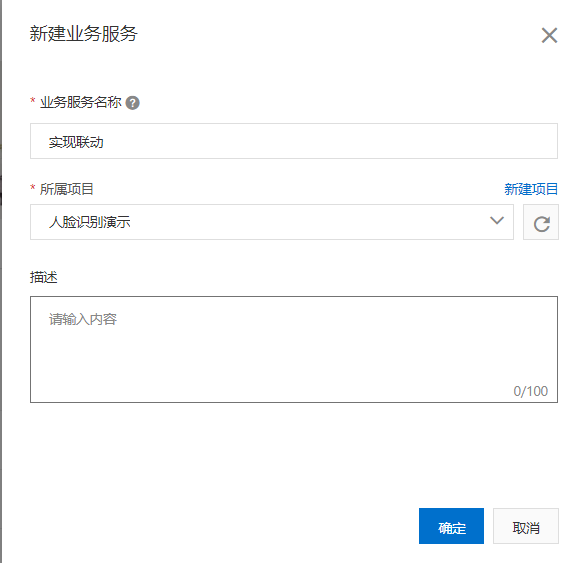 新建业务服务
* 业务服务名称 ?
实现联动
* 所属项目 新建项目
人脸识别演示
描述
请输入内容
0/100
确定 取消